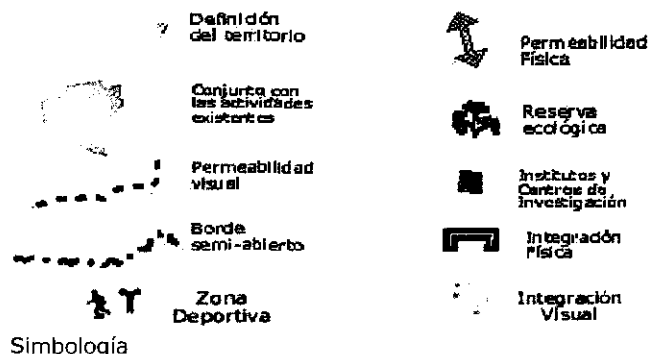 Definición
del territorio
Conjunto con
las actividades
existentes
Permeabilidad
visual
Borde
semi-abierto
Zona
Deportiva
Permeabilidad
Física
Reserva
ecológica
Institutos y
Centros de
Investigación
Integración
Física
Integración
Visual
Simbología